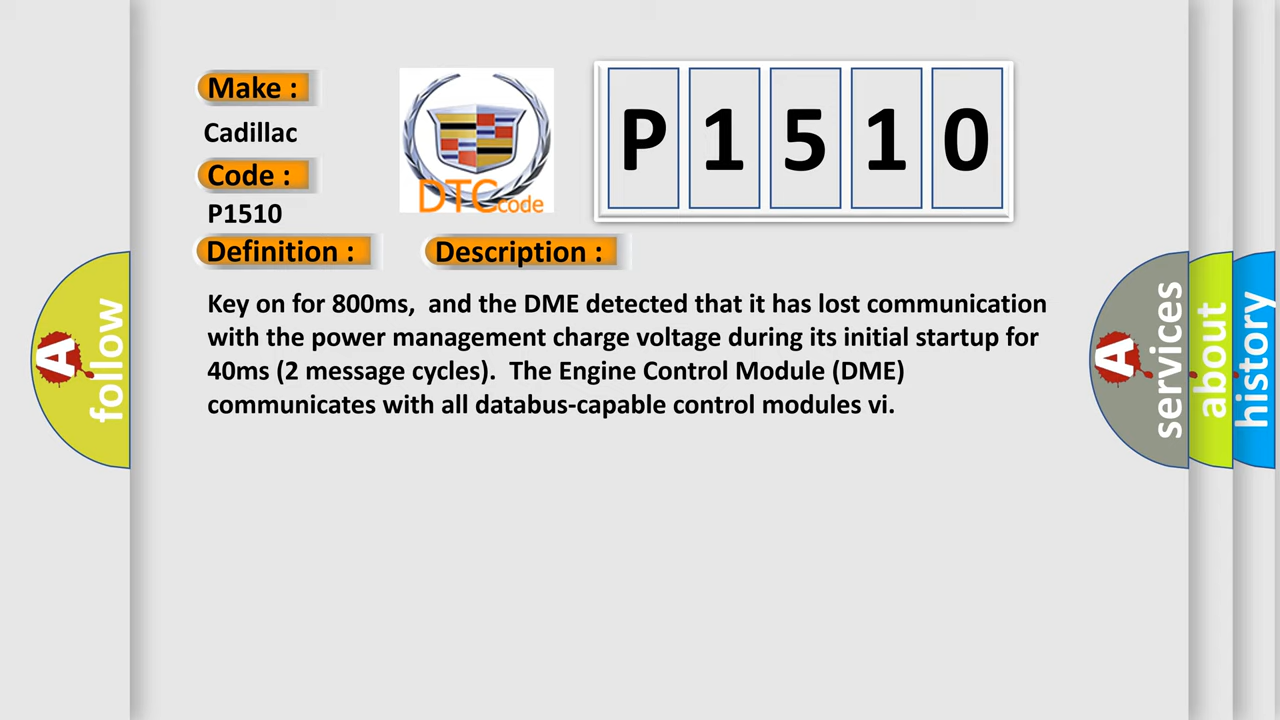 Make :
Cadillac
Code :
P1510
Definition :
Description :
DTC code
P 1 5 1 0
Key on for 800ms,  and the DME detected that it has lost communication
with the power management charge voltage during its initial startup for
40ms (2 message cycles).  The Engine Control Module (DME)
communicates with all databus-capable control modules vi.
A follow
A services
about
history